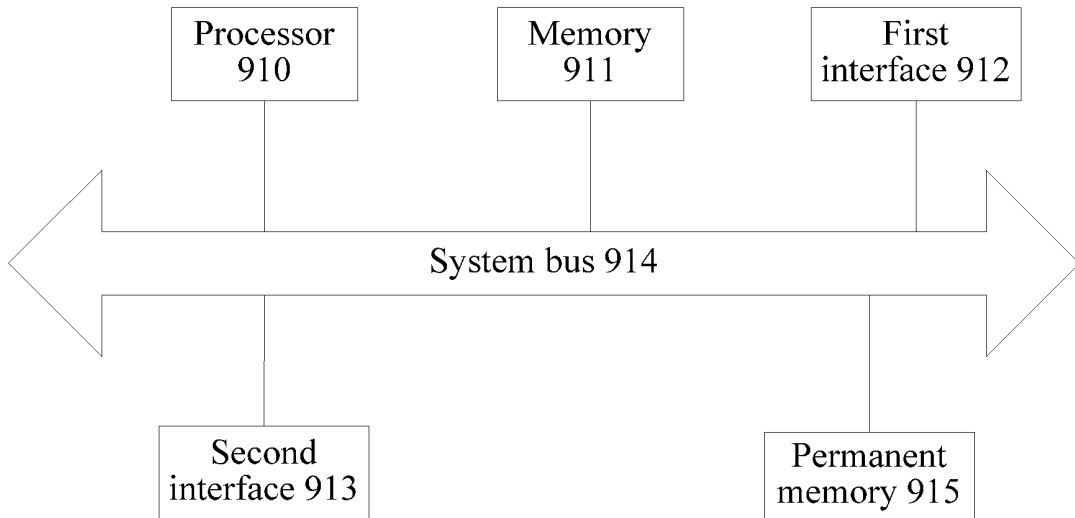 Processor
910
Memory
911
First
interface 912
System bus 914
Second
interface 913
Permanent
memory 915